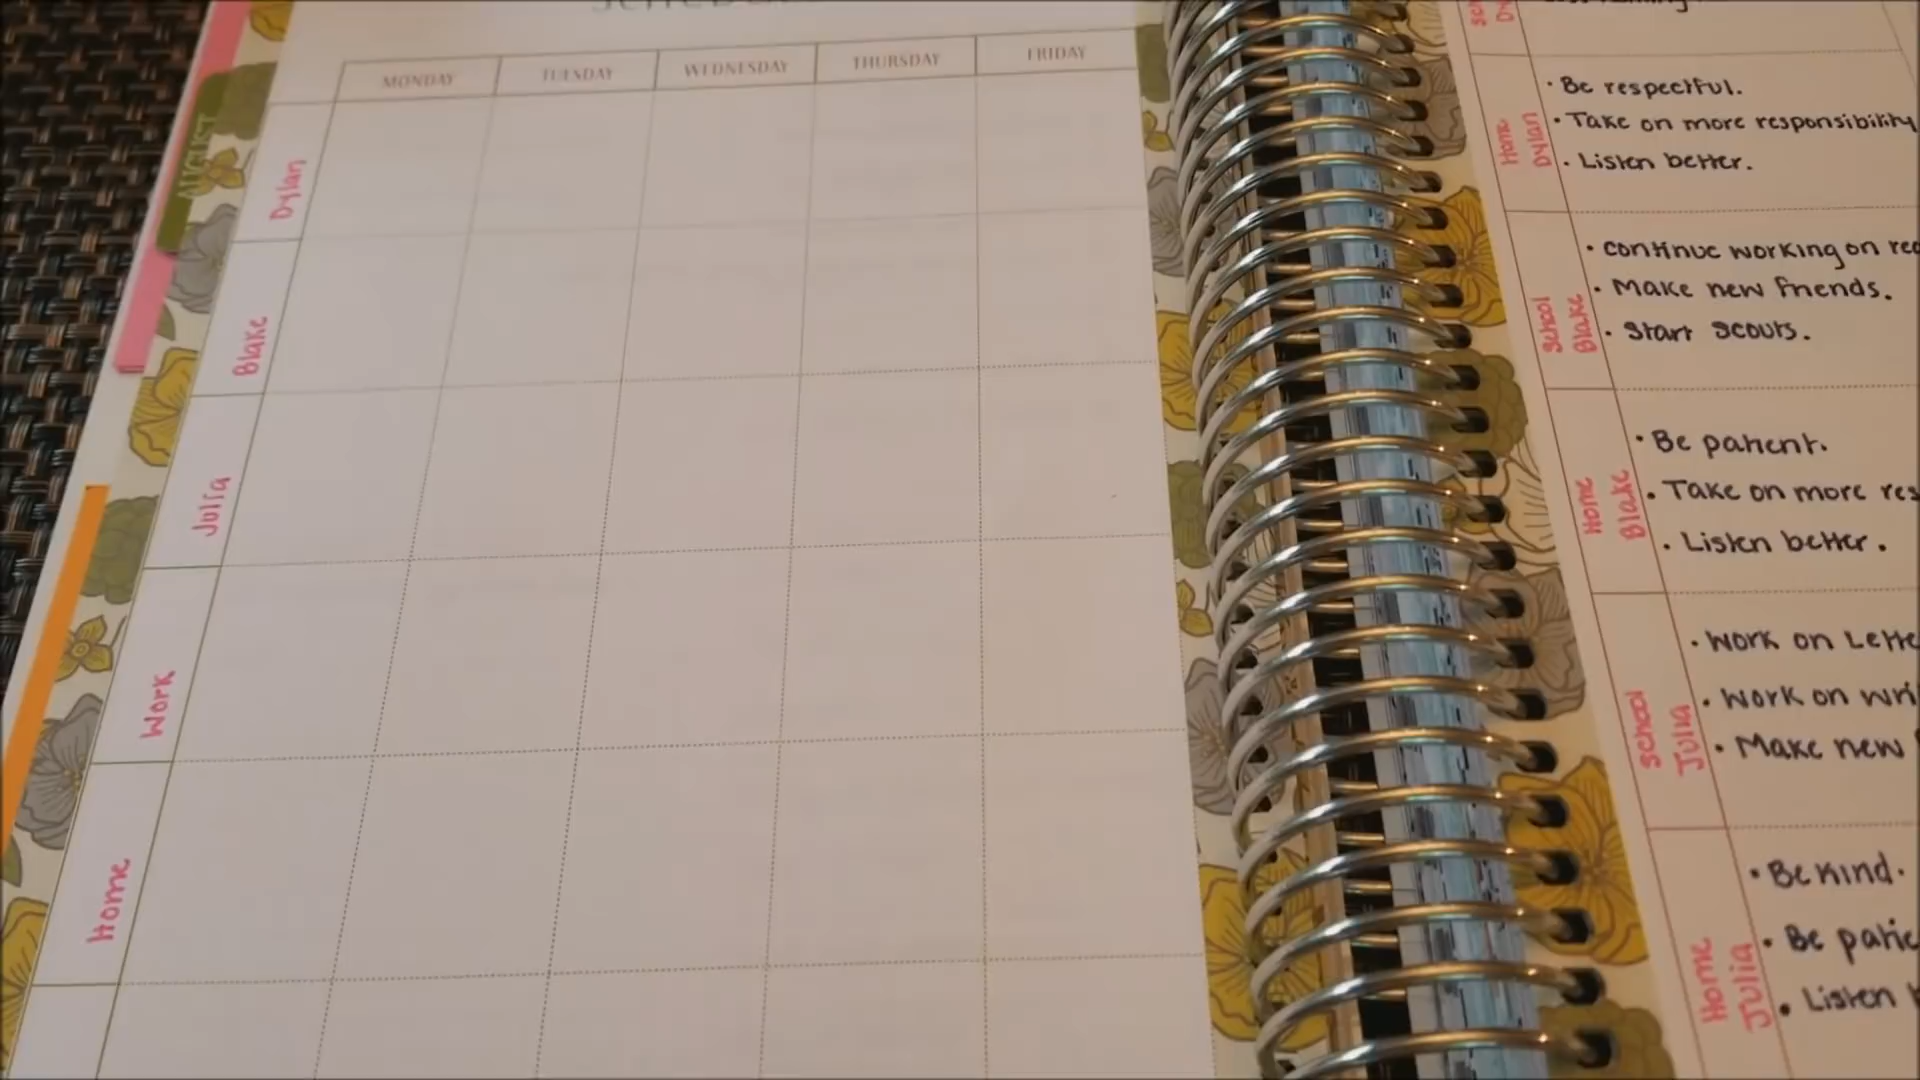 MONDAY TUESDAY WEDNESDAY THURSDAY FRIDAY
AUGUST
Dylan
Blake
Julia
Work
Home
• Be respectful.
Home Dylan
• Take on more responsibility
• Listen better.
• continue working on
School Blake
• Make new friends.
• Start scouts.
• Be patient.
Home Blake
• Take on more
• Listen better.
• Work on
School Julia
• Work on
• Make new
• Be kind.
Home Julia
• Be
• Listen